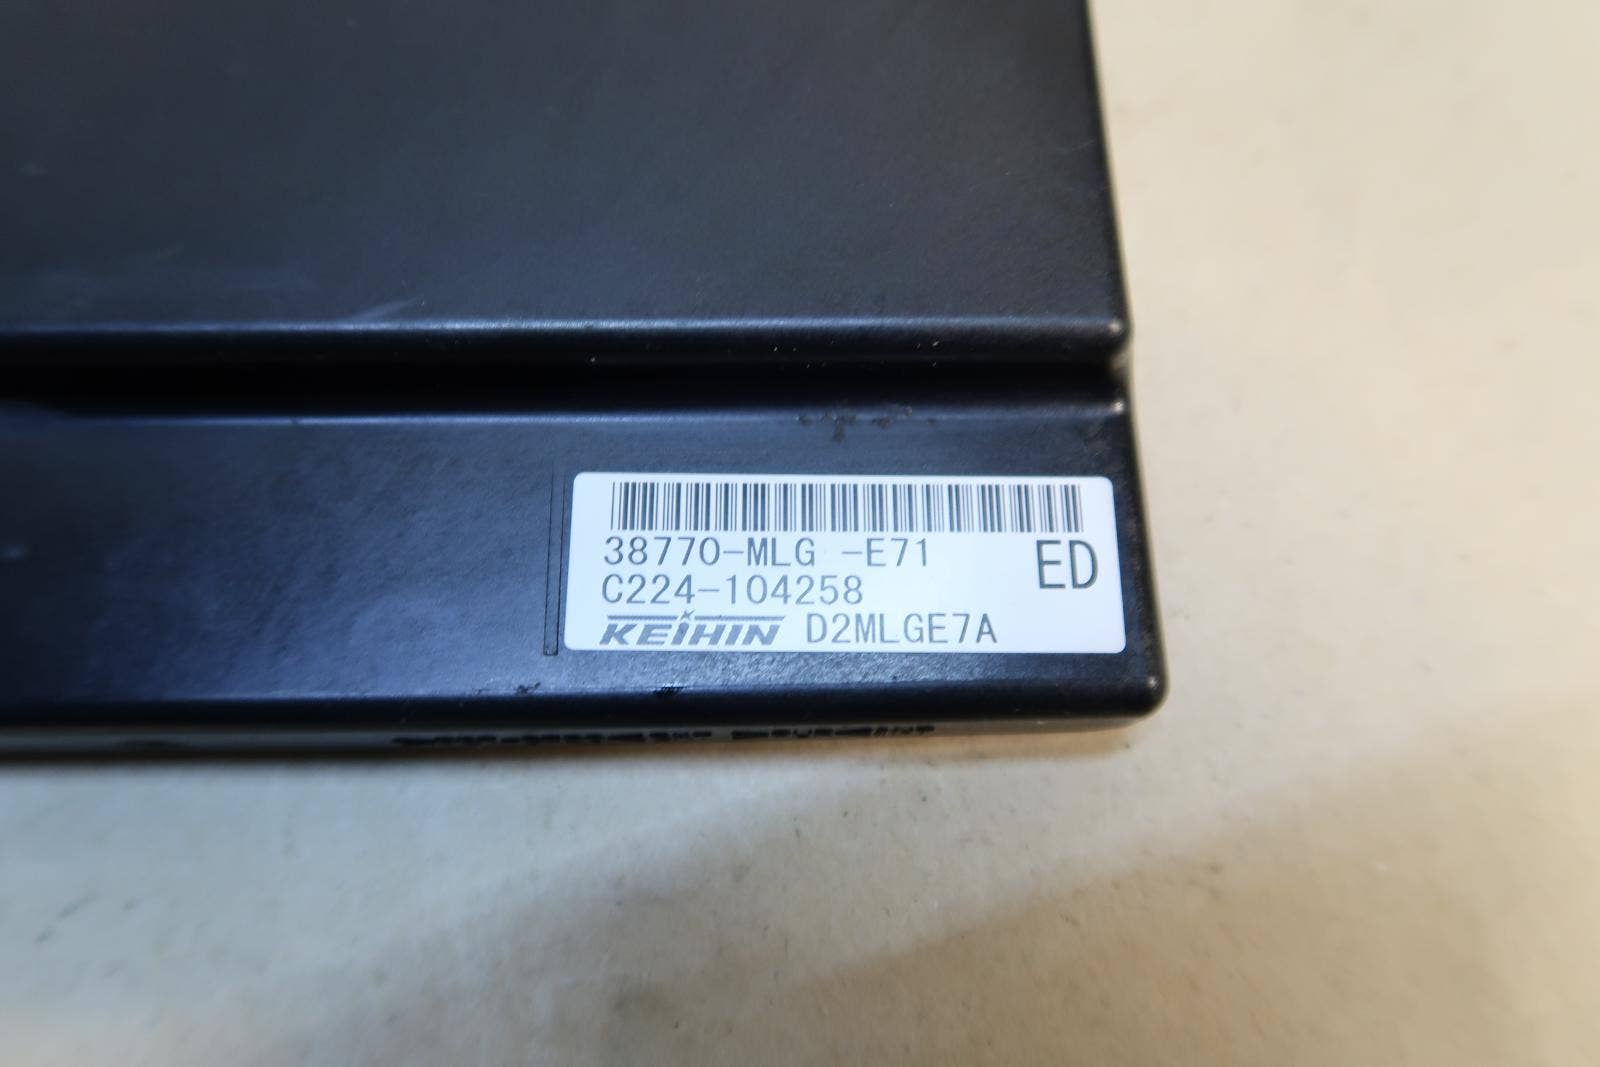 38770-MLG -E71
ED
C224-104258
KEIHIN D2MLGE7A